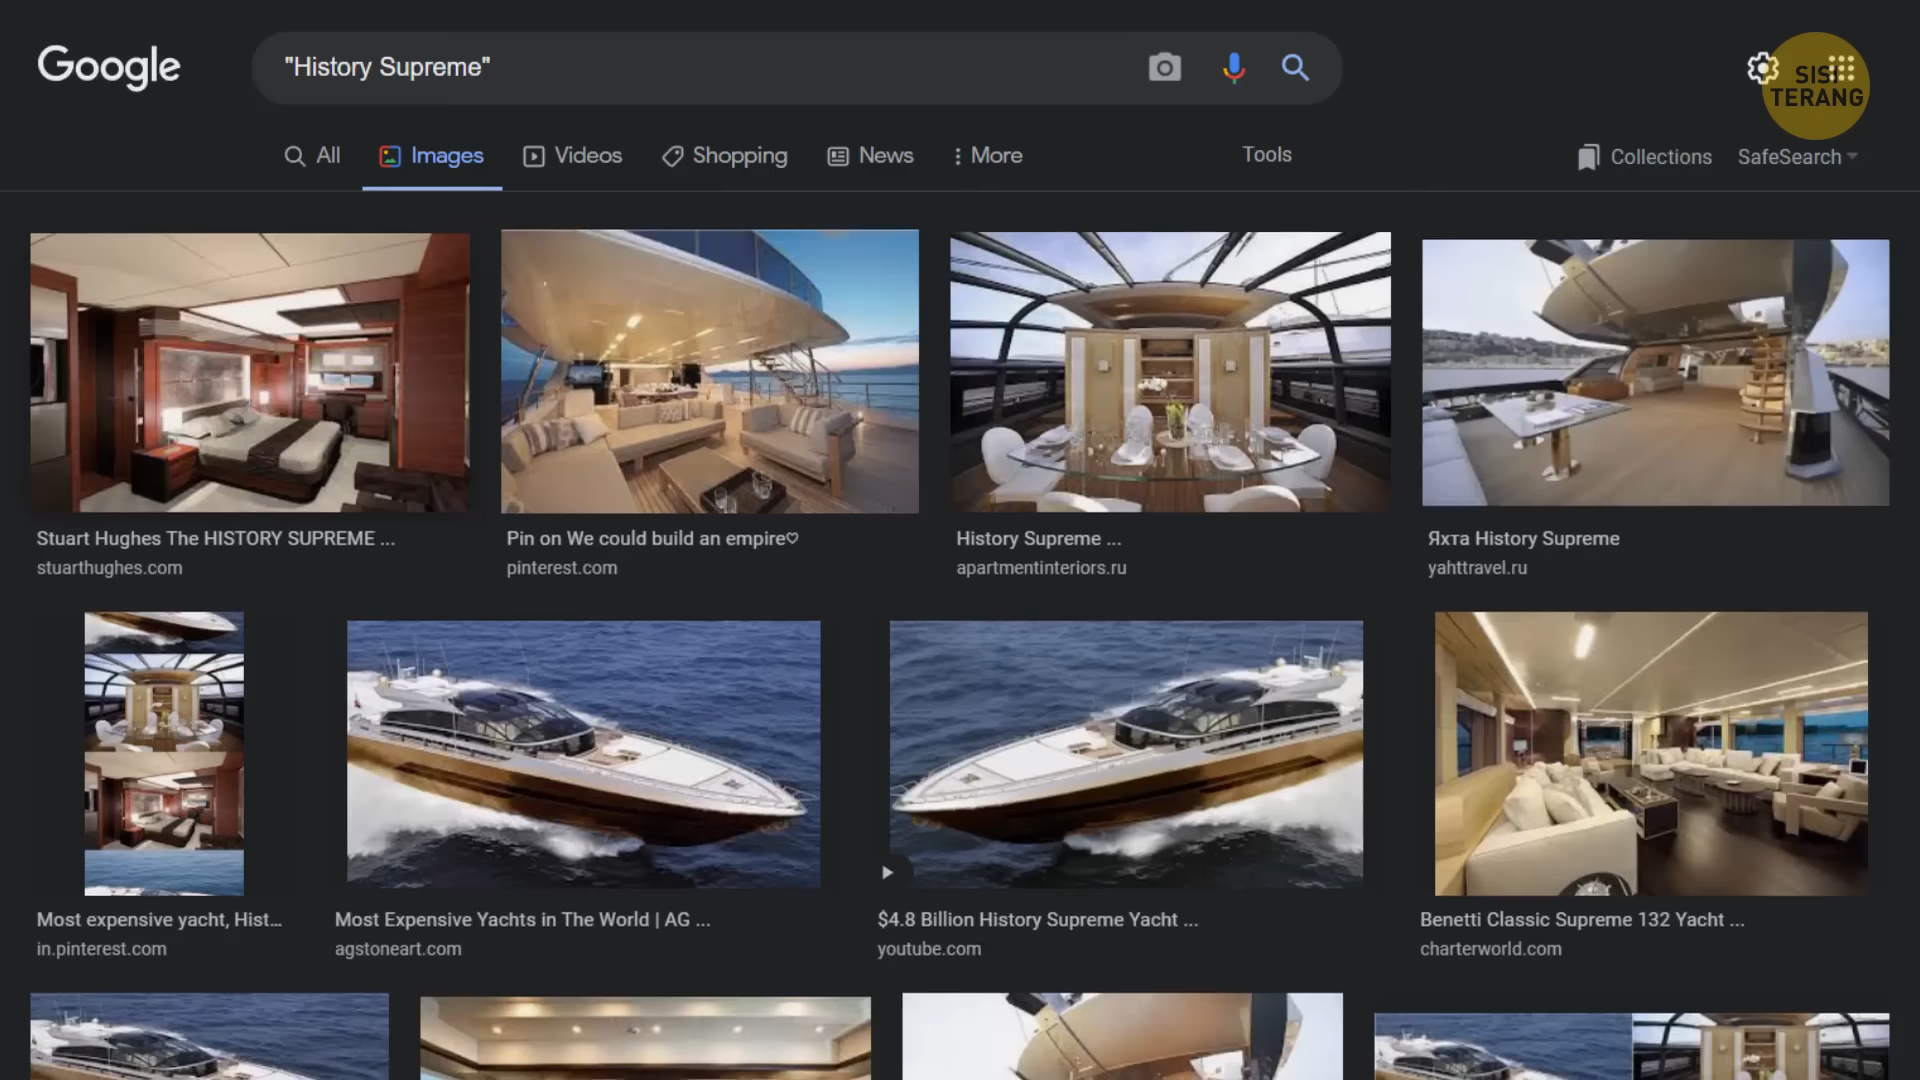 Google
"History Supreme"
SISI
TERANG
All
Images
Videos
Shopping
News
More
Tools
Collections
SafeSearch
Stuart Hughes The HISTORY SUPREME ...
stuarthughes.com
Pin on We could build an empire♡
pinterest.com
History Supreme ...
apartmentinteriors.ru
Яхта History Supreme
yahttravel.ru
Most expensive yacht, Hist...
in.pinterest.com
Most Expensive Yachts in The World | AG ...
agstoneart.com
$4.8 Billion History Supreme Yacht ...
youtube.com
Benetti Classic Supreme 132 Yacht ...
charterworld.com